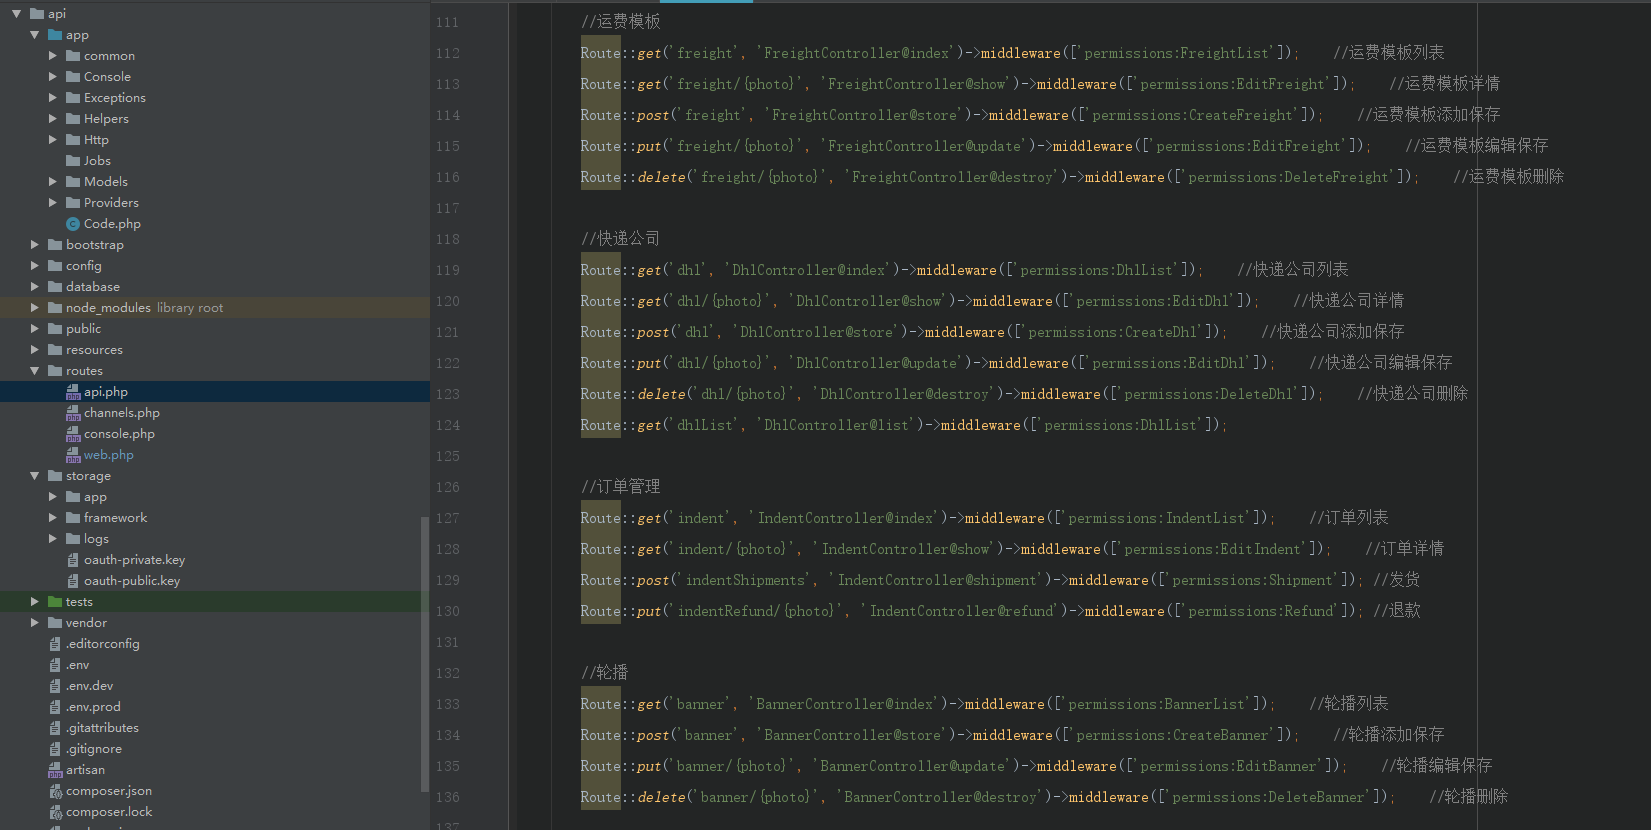 api
app
common
Console
Exceptions
Helpers
Http
Jobs
Models
Providers
Code.php
bootstrap
config
database
node_modules library root
public
resources
routes
api.php
channels.php
console.php
web.php
storage
app
framework
logs
oauth-private.key
oauth-public.key
tests
vendor
.editorconfig
.env
.env.dev
.env.prod
.gitattributes
.gitignore
artisan
composer.json
composer.lock
111 //运费模板
112 Route::get('freight', 'FreightController@index')->middleware(['permissions:FreightList']); //运费模板列表
113 Route::get('freight/{photo}', 'FreightController@show')->middleware(['permissions:EditFreight']); //运费模板详情
114 Route::post('freight', 'FreightController@store')->middleware(['permissions:CreateFreight']); //运费模板添加保存
115 Route::put('freight/{photo}', 'FreightController@update')->middleware(['permissions:EditFreight']); //运费模板编辑保存
116 Route::delete('freight/{photo}', 'FreightController@destroy')->middleware(['permissions:DeleteFreight']); //运费模板删除
117
118 //快递公司
119 Route::get('dhl', 'DhlController@index')->middleware(['permissions:DhlList']); //快递公司列表
120 Route::get('dhl/{photo}', 'DhlController@show')->middleware(['permissions:EditDhl']); //快递公司详情
121 Route::post('dhl', 'DhlController@store')->middleware(['permissions:CreateDhl']); //快递公司添加保存
122 Route::put('dhl/{photo}', 'DhlController@update')->middleware(['permissions:EditDhl']); //快递公司编辑保存
123 Route::delete('dhl/{photo}', 'DhlController@destroy')->middleware(['permissions:DeleteDhl']); //快递公司删除
124 Route::get('dhlList', 'DhlController@list')->middleware(['permissions:DhlList']);
125
126 //订单管理
127 Route::get('indent', 'IndentController@index')->middleware(['permissions:IndentList']); //订单列表
128 Route::get('indent/{photo}', 'IndentController@show')->middleware(['permissions:EditIndent']); //订单详情
129 Route::post('indentShipments', 'IndentController@shipment')->middleware(['permissions:Shipment']); //发货
130 Route::put('indentRefund/{photo}', 'IndentController@refund')->middleware(['permissions:Refund']); //退款
131
132 //轮播
133 Route::get('banner', 'BannerController@index')->middleware(['permissions:BannerList']); //轮播列表
134 Route::post('banner', 'BannerController@store')->middleware(['permissions:CreateBanner']); //轮播添加保存
135 Route::put('banner/{photo}', 'BannerController@update')->middleware(['permissions:EditBanner']); //轮播编辑保存
136 Route::delete('banner/{photo}', 'BannerController@destroy')->middleware(['permissions:DeleteBanner']); //轮播删除
137